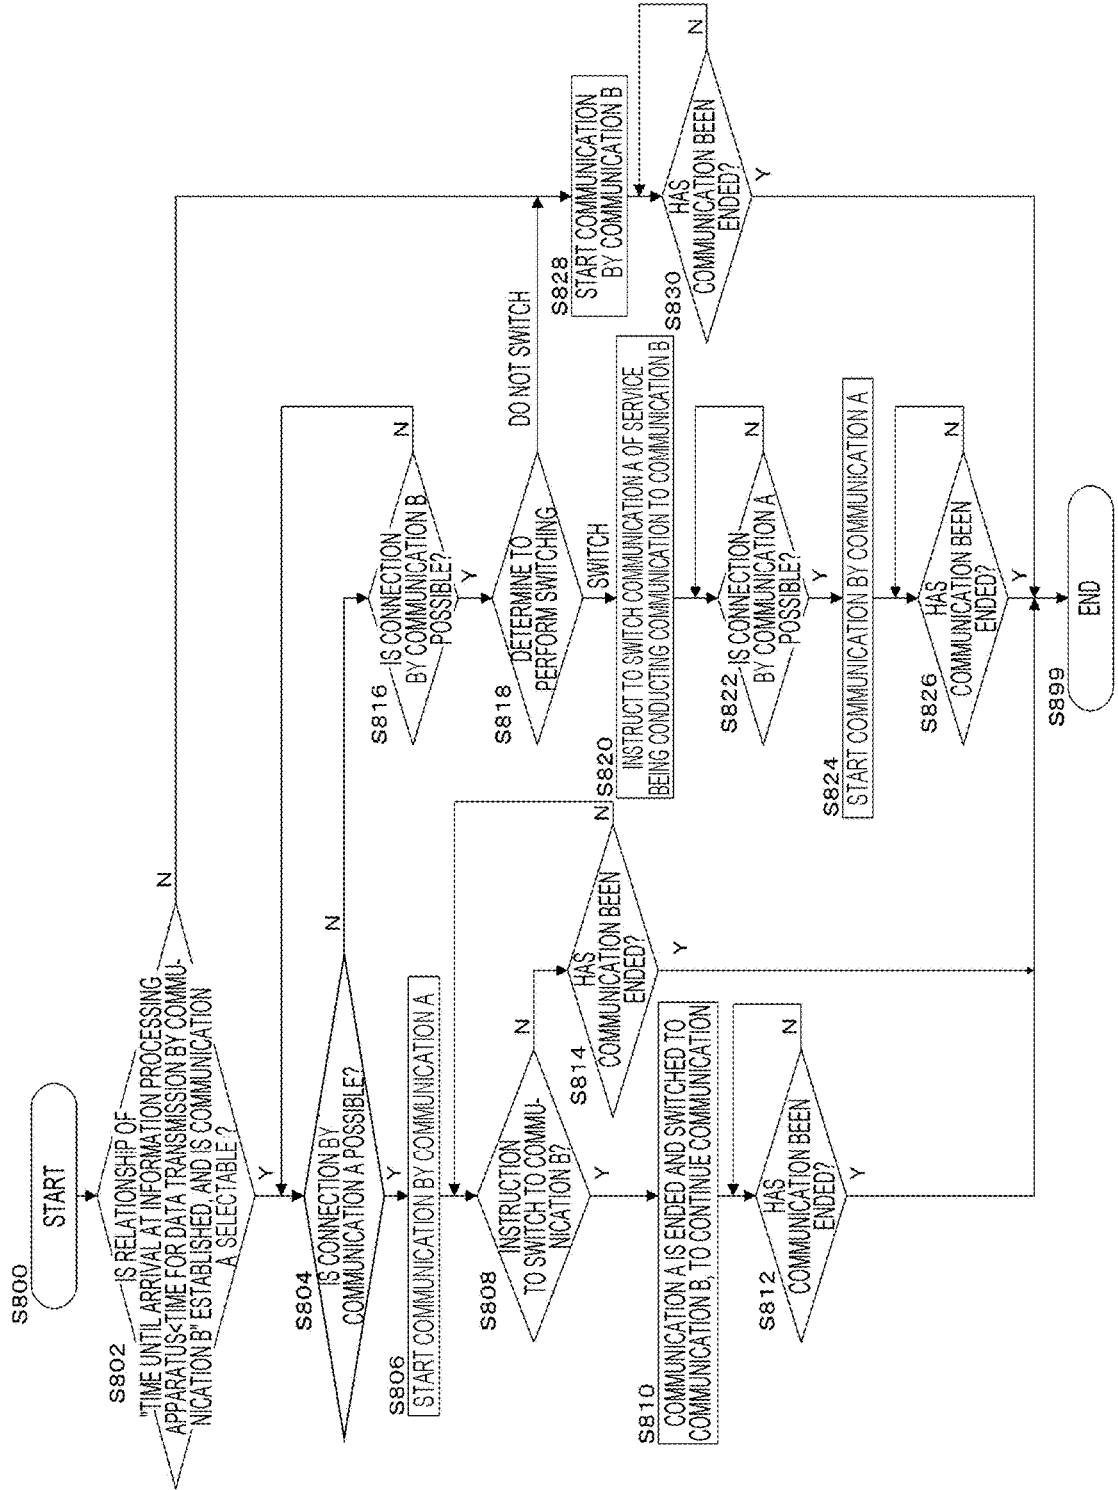 S800
START
S802
IS RELATIONSHIP OF
"TIME UNTIL ARRIVAL AT INFORMATION PROCESSING
APPARATUS<TIME FOR DATA TRANSMISSION BY COMMU-
NICATION B" ESTABLISHED, AND IS COMMUNICATION
A SELECTABLE?
N
Y
S804
IS CONNECTION BY
COMMUNICATION A POSSIBLE?
N
Y
S806
START COMMUNICATION BY COMMUNICATION A
S808
INSTRUCTION
TO SWITCH TO COMMU-
NICATION B?
N
Y
S810
COMMUNICATION A IS ENDED AND SWITCHED TO
COMMUNICATION B, TO CONTINUE COMMUNICATION
S812
HAS
COMMUNICATION BEEN
ENDED?
N
Y
S814
HAS
COMMUNICATION BEEN
ENDED?
N
Y
S816
IS CONNECTION
BY COMMUNICATION B
POSSIBLE?
N
Y
S818
DETERMINE TO
PERFORM SWITCHING
DO NOT SWITCH
SWITCH
S820
INSTRUCT TO SWITCH COMMUNICATION A OF SERVICE
BEING CONDUCTING COMMUNICATION TO COMMUNICATION B
S822
IS CONNECTION
BY COMMUNICATION A
POSSIBLE?
N
Y
S824
START COMMUNICATION BY COMMUNICATION A
S826
HAS
COMMUNICATION BEEN
ENDED?
N
Y
S828
START COMMUNICATION
BY COMMUNICATION B
S830
HAS
COMMUNICATION BEEN
ENDED?
N
Y
S899
END